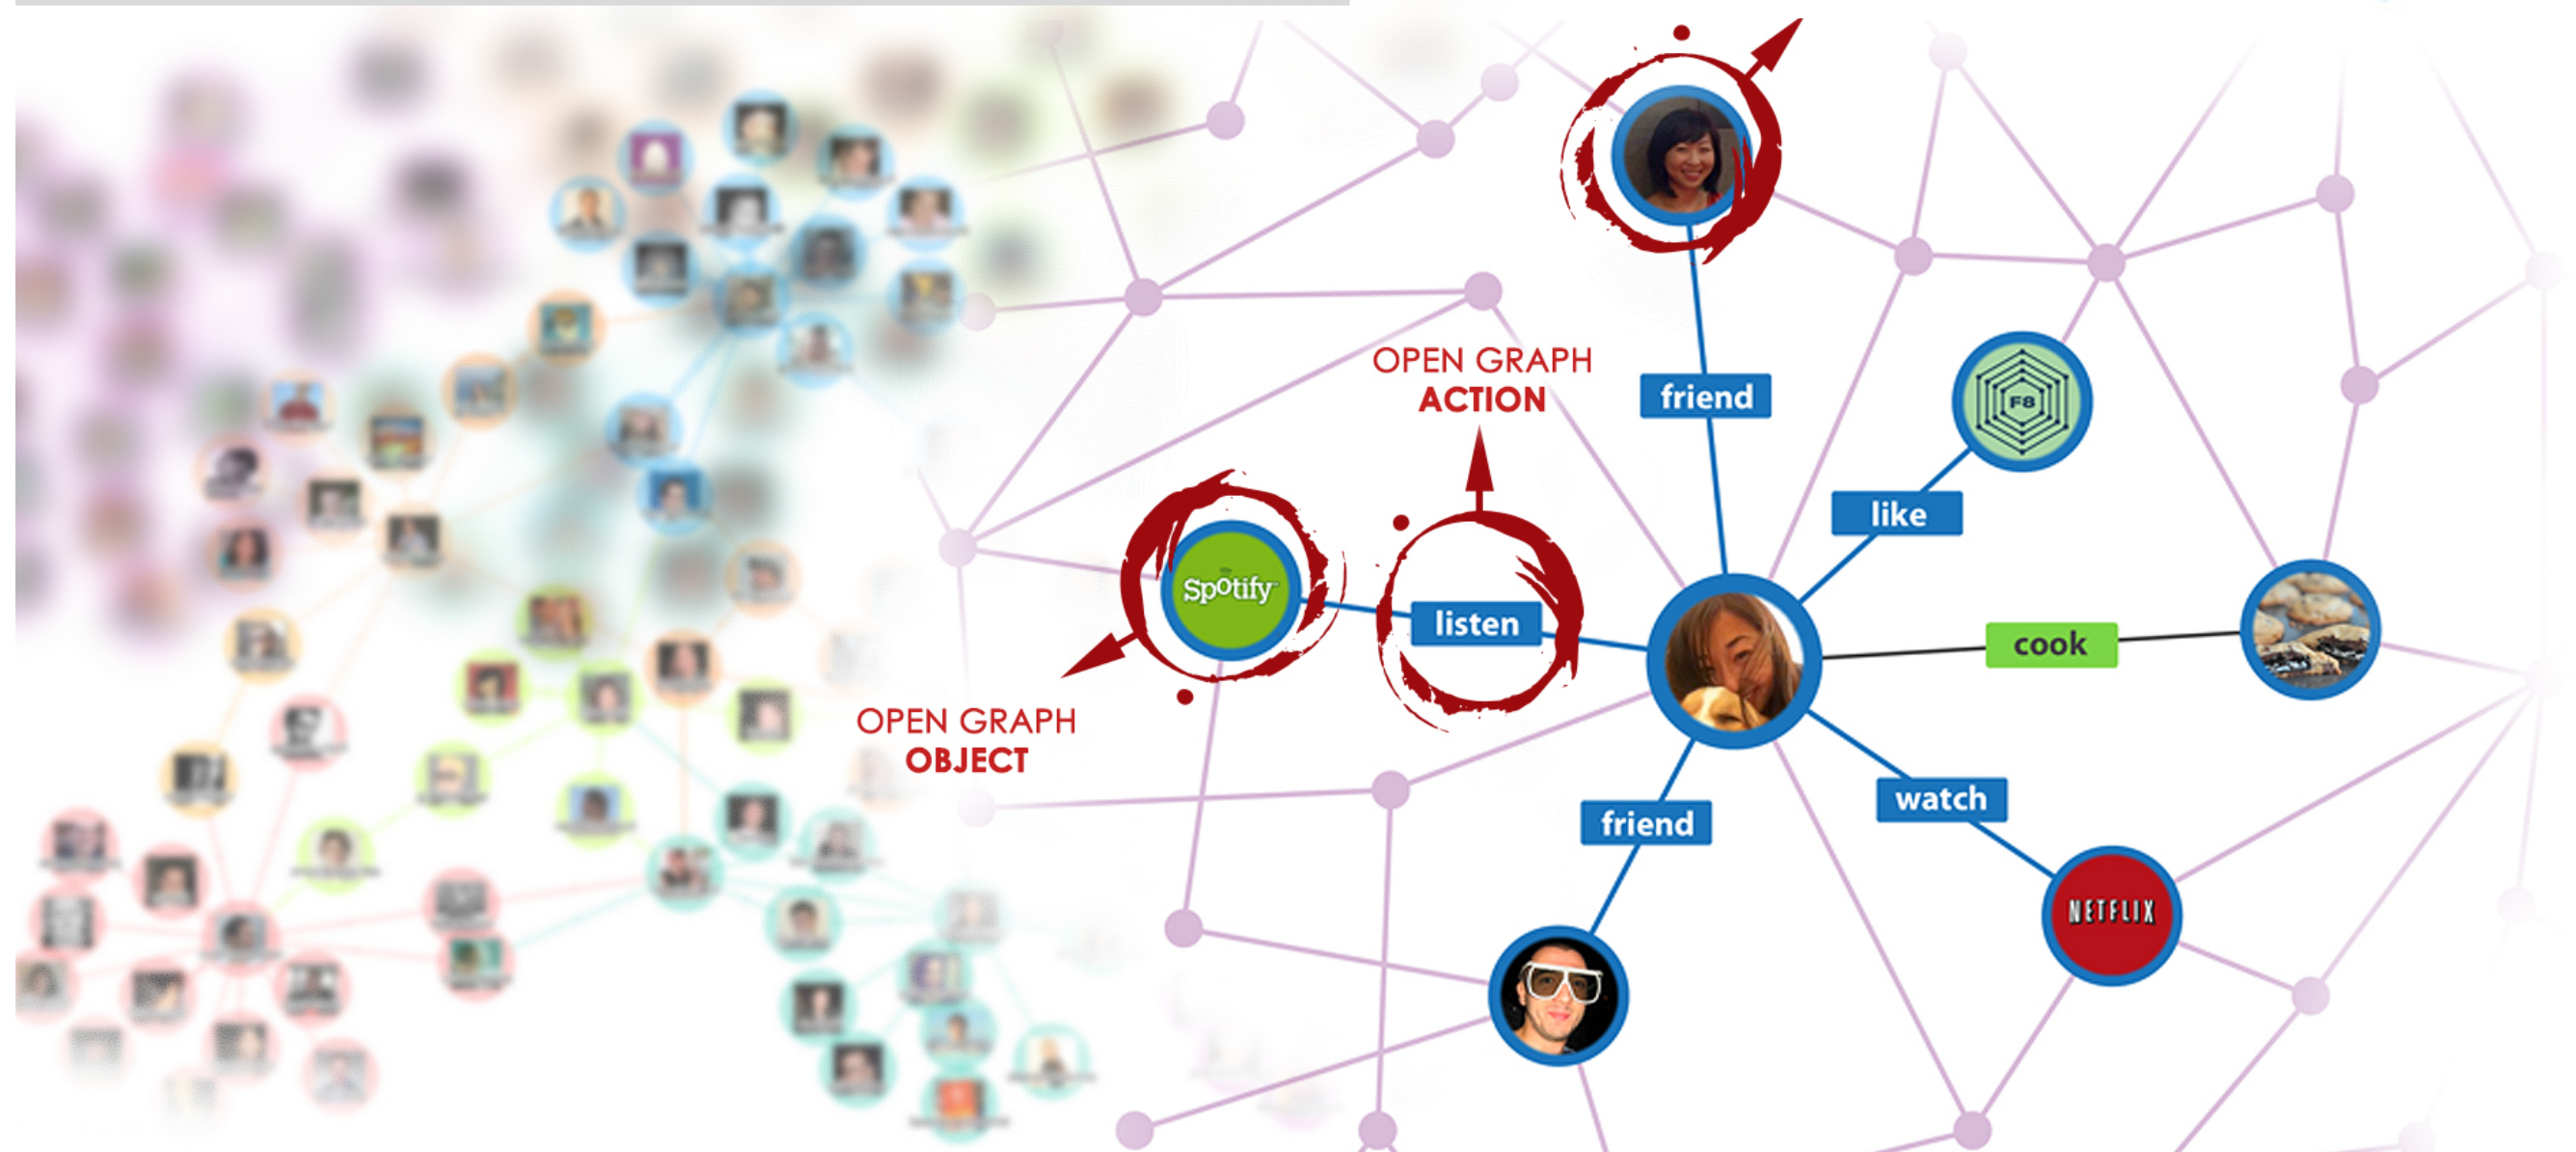 OPEN GRAPH
ACTION
friend
F8
like
Spotify
listen
cook
OPEN GRAPH
OBJECT
watch
friend
NETFLIX